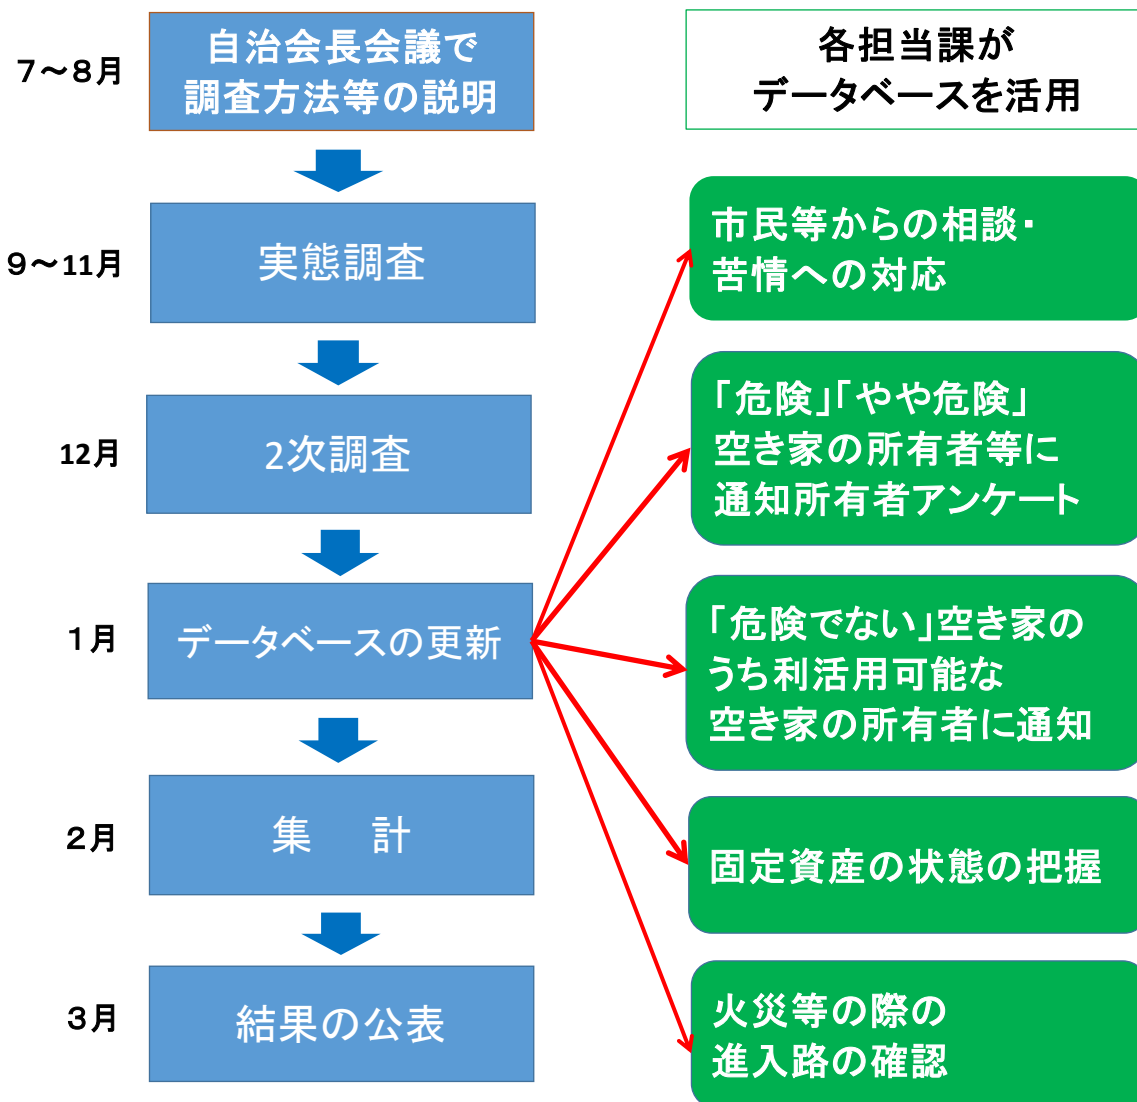 7～8月
自治会長会議で
調査方法等の説明
9～11月
実態調査
12月
2次調査
1月
データベースの更新
2月
集　計
3月
結果の公表
各担当課が
データベースを活用
市民等からの相談・
苦情への対応
「危険」「やや危険」
空き家の所有者等に
通知所有者アンケート
「危険でない」空き家の
うち利活用可能な
空き家の所有者に通知
固定資産の状態の把握
火災等の際の
進入路の確認